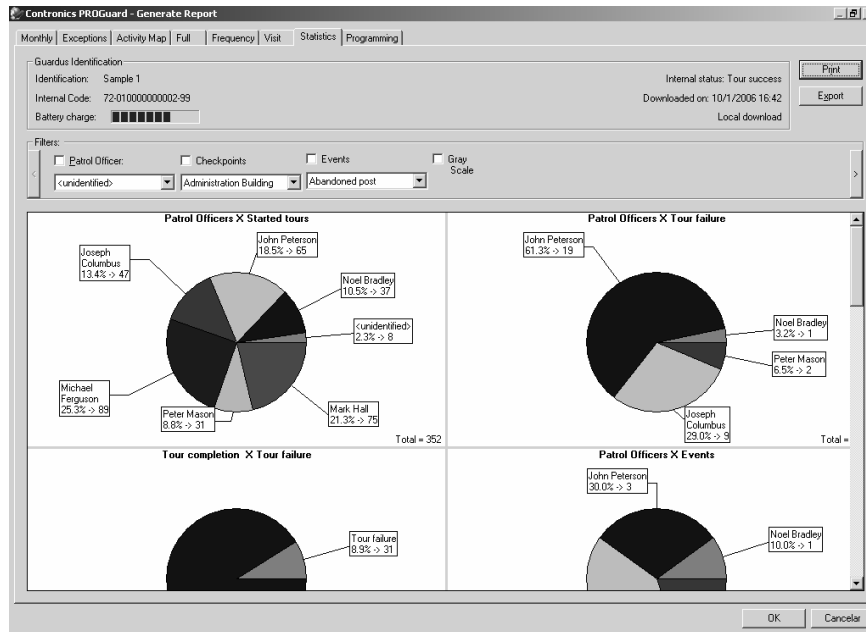 Contronics PROGuard - Generate Report
Monthly Exceptions Activity Map Full Frequency Visit Statistics Programming
Guardus Identification
Identification: Sample 1
Internal status: Tour success
Print
Internal Code: 72-010000000002-99
Downloaded on: 10/1/2006 16:42
Export
Battery charge:
Local download
Filters:
Patrol Officer:
Checkpoints
Events
Gray
Scale
<
<unidentified>
Administration Building
Abandoned post
>
Patrol Officers X Started tours
John Peterson
18.5% -> 65
Joseph
Columbus
13.4% -> 47
Noel Bradley
10.5% -> 37
<unidentified>
2.3% -> 8
Michael
Ferguson
25.3% -> 89
Peter Mason
8.8% -> 31
Mark Hall
21.3% -> 75
Total = 352
Patrol Officers X Tour failure
John Peterson
61.3% -> 19
Noel Bradley
3.2% -> 1
Peter Mason
6.5% -> 2
Joseph
Columbus
29.0% -> 9
Total =
Tour completion X Tour failure
Tour failure
8.9% -> 31
Patrol Officers X Events
John Peterson
30.0% -> 3
Noel Bradley
10.0% -> 1
OK
Cancelar